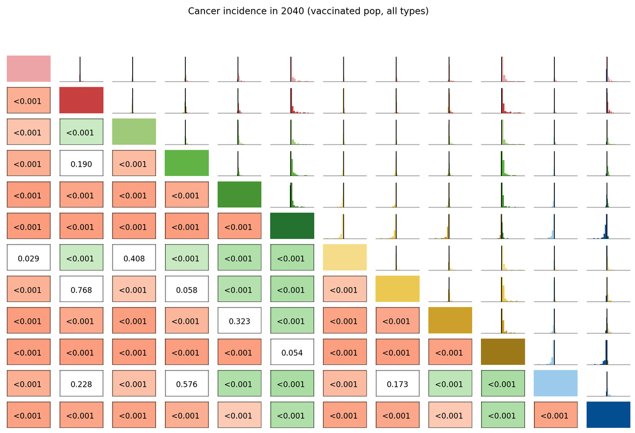 Cancer incidence in 2040 (vaccinated pop, all types)
<0.001
<0.001 <0.001
<0.001 0.190 <0.001
<0.001 <0.001 <0.001 <0.001
<0.001 <0.001 <0.001 <0.001 <0.001
0.029 <0.001 0.408 <0.001 <0.001 <0.001
<0.001 0.768 <0.001 0.058 <0.001 <0.001 <0.001
<0.001 <0.001 <0.001 <0.001 0.323 <0.001 <0.001 <0.001
<0.001 <0.001 <0.001 <0.001 <0.001 0.054 <0.001 <0.001 <0.001
<0.001 0.228 <0.001 0.576 <0.001 <0.001 <0.001 0.173 <0.001 <0.001
<0.001 <0.001 <0.001 <0.001 <0.001 <0.001 <0.001 <0.001 <0.001 <0.001 <0.001